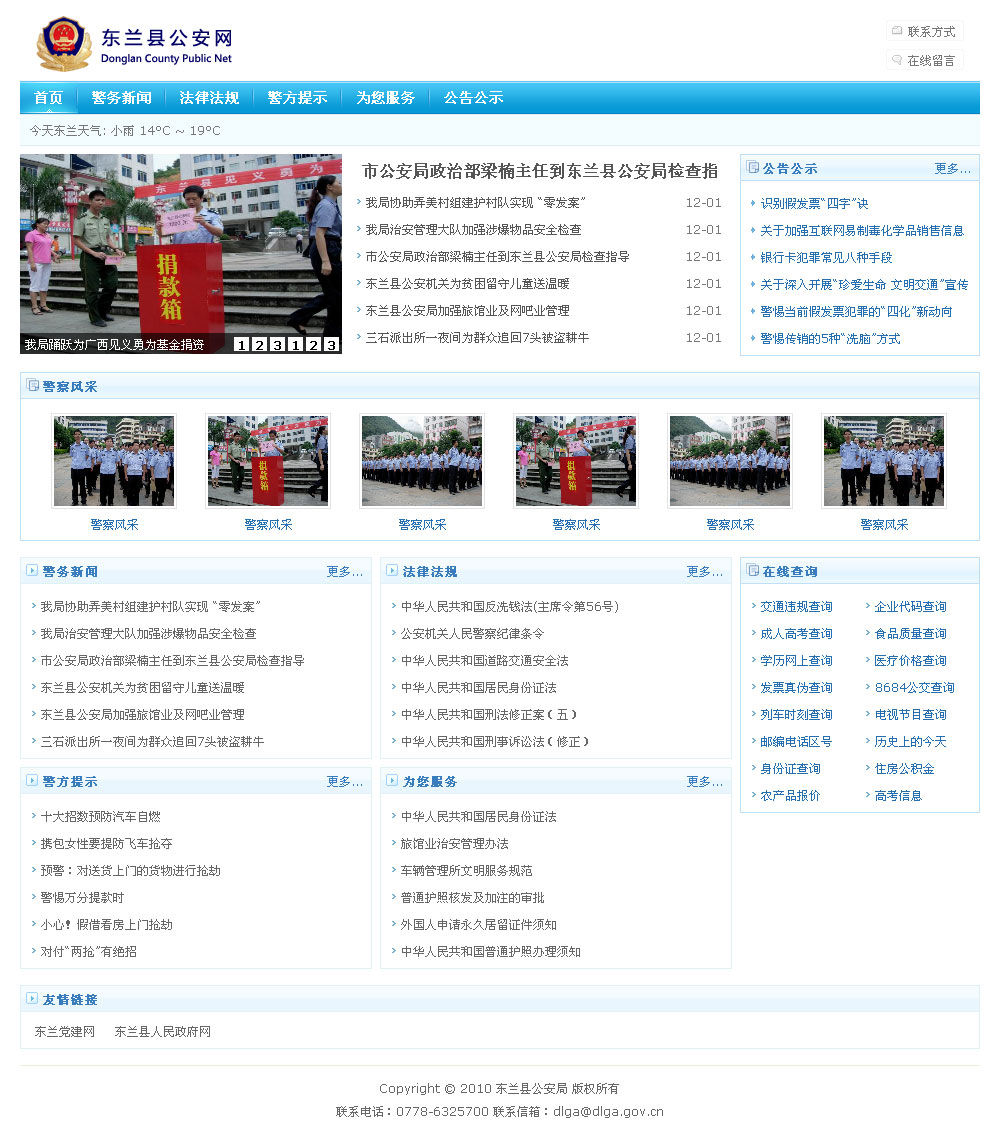 东兰县公安网
Donglan County Public Net
联系方式
在线留言
首页 警务新闻 法律法规 警方提示 为您服务 公告公示
今天东兰天气: 小雨 14ºC ~ 19ºC
东兰县见义勇为
捐款箱
我局踊跃为广西见义勇为基金捐资 1 2 3 1 2 3
市公安局政治部梁楠主任到东兰县公安局检查指
我局协助弄美村组建护村队实现“零发案” 12-01
我局治安管理大队加强涉爆物品安全检查 12-01
市公安局政治部梁楠主任到东兰县公安局检查指导 12-01
东兰县公安机关为贫困留守儿童送温暖 12-01
东兰县公安局加强旅馆业及网吧业管理 12-01
三石派出所一夜间为群众追回7头被盗耕牛 12-01
公告公示 更多...
识别假发票“四字”诀
关于加强互联网易制毒化学品销售信息
银行卡犯罪常见八种手段
关于深入开展“珍爱生命 文明交通”宣传
警惕当前假发票犯罪的“四化”新动向
警惕传销的5种“洗脑”方式
警察风采
捐款箱
捐款箱
警察风采 警察风采 警察风采 警察风采 警察风采 警察风采
警务新闻 更多...
我局协助弄美村组建护村队实现“零发案”
我局治安管理大队加强涉爆物品安全检查
市公安局政治部梁楠主任到东兰县公安局检查指导
东兰县公安机关为贫困留守儿童送温暖
东兰县公安局加强旅馆业及网吧业管理
三石派出所一夜间为群众追回7头被盗耕牛
法律法规 更多...
中华人民共和国反洗钱法(主席令第56号)
公安机关人民警察纪律条令
中华人民共和国道路交通安全法
中华人民共和国居民身份证法
中华人民共和国刑法修正案（五）
中华人民共和国刑事诉讼法（修正）
在线查询
交通违规查询 企业代码查询
成人高考查询 食品质量查询
学历网上查询 医疗价格查询
发票真伪查询 8684公交查询
列车时刻查询 电视节目查询
邮编电话区号 历史上的今天
身份证查询 住房公积金
农产品报价 高考信息
警方提示 更多...
十大招数预防汽车自燃
携包女性要提防飞车抢夺
预警：对送货上门的货物进行抢劫
警惕万分提款时
小心！假借看房上门抢劫
对付“两抢”有绝招
为您服务 更多...
中华人民共和国居民身份证法
旅馆业治安管理办法
车辆管理所文明服务规范
普通护照核发及加注的审批
外国人申请永久居留证件须知
中华人民共和国普通护照办理须知
友情链接
东兰党建网 东兰县人民政府网
Copyright © 2010 东兰县公安局 版权所有
联系电话：0778-6325700 联系信箱：dlga@dlga.gov.cn